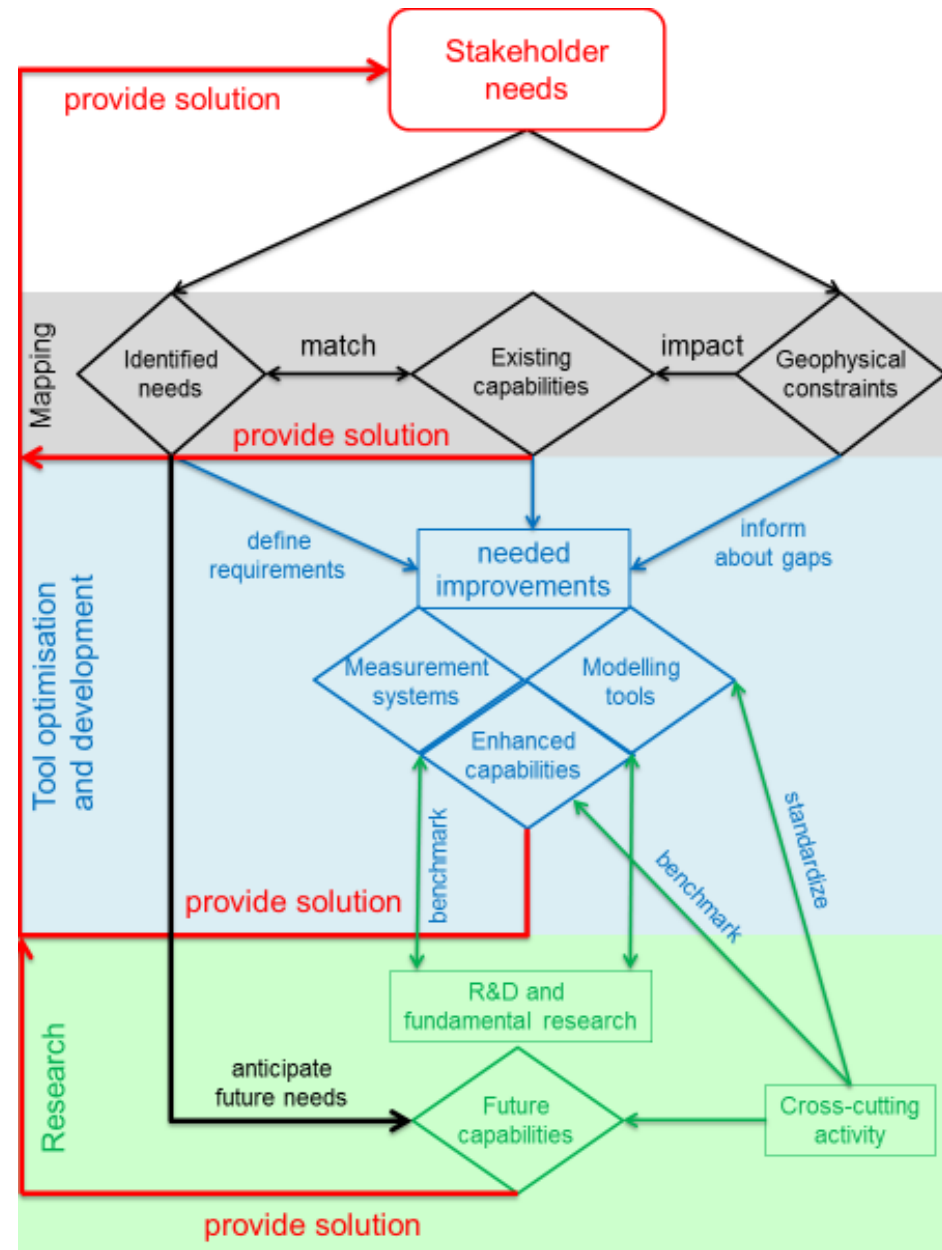 Stakeholder
needs
provide solution
Mapping
Identified
needs
match
Existing
capabilities
impact
Geophysical
constraints
provide solution
Tool optimisation
and development
define
requirements
needed
improvements
inform
about gaps
Measurement
systems
Modelling
tools
Enhanced
capabilities
benchmark
benchmark
standardize
provide solution
Research
R&D and
fundamental research
anticipate
future needs
Future
capabilities
Cross-cutting
activity
provide solution